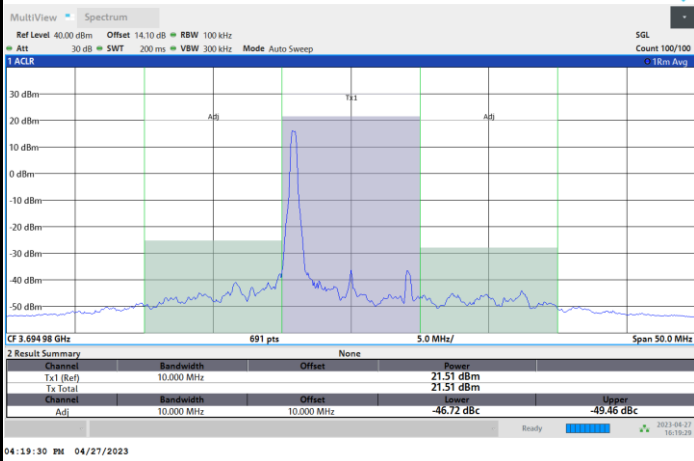 MultiView Spectrum
Ref Level 40.00 dBm Offset 14.10 dB RBW 100 kHz SGL
Att 30 dB SWT 200 ms VBW 300 kHz Mode Auto Sweep Count 100/100
1 ACLR 1Rm Avg
30 dBm
Tx1
20 dBm
Adj Adj
10 dBm
0 dBm
-10 dBm
-20 dBm
-30 dBm
-40 dBm
-50 dBm
CF 3.694 98 GHz 691 pts 5.0 MHz/ Span 50.0 MHz
2 Result Summary None
Channel Bandwidth Offset Power
Tx1 (Ref) 10.000 MHz 21.51 dBm
Tx Total 21.51 dBm
Channel Bandwidth Offset Lower Upper
Adj 10.000 MHz 10.000 MHz -46.72 dBc -49.46 dBc
Ready 2023-04-27
16:19:29
04:19:30 PM 04/27/2023